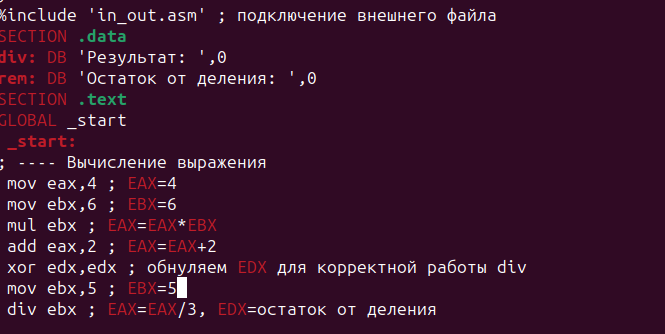 %include 'in_out.asm' ; подключение внешнего файла
SECTION .data
div: DB 'Результат: ',0
rem: DB 'Остаток от деления: ',0
SECTION .text
GLOBAL _start
_start:
; ---- Вычисление выражения
mov eax,4 ; EAX=4
mov ebx,6 ; EBX=6
mul ebx ; EAX=EAX*EBX
add eax,2 ; EAX=EAX+2
xor edx,edx ; обнуляем EDX для корректной работы div
mov ebx,5 ; EBX=5
div ebx ; EAX=EAX/3, EDX=остаток от деления